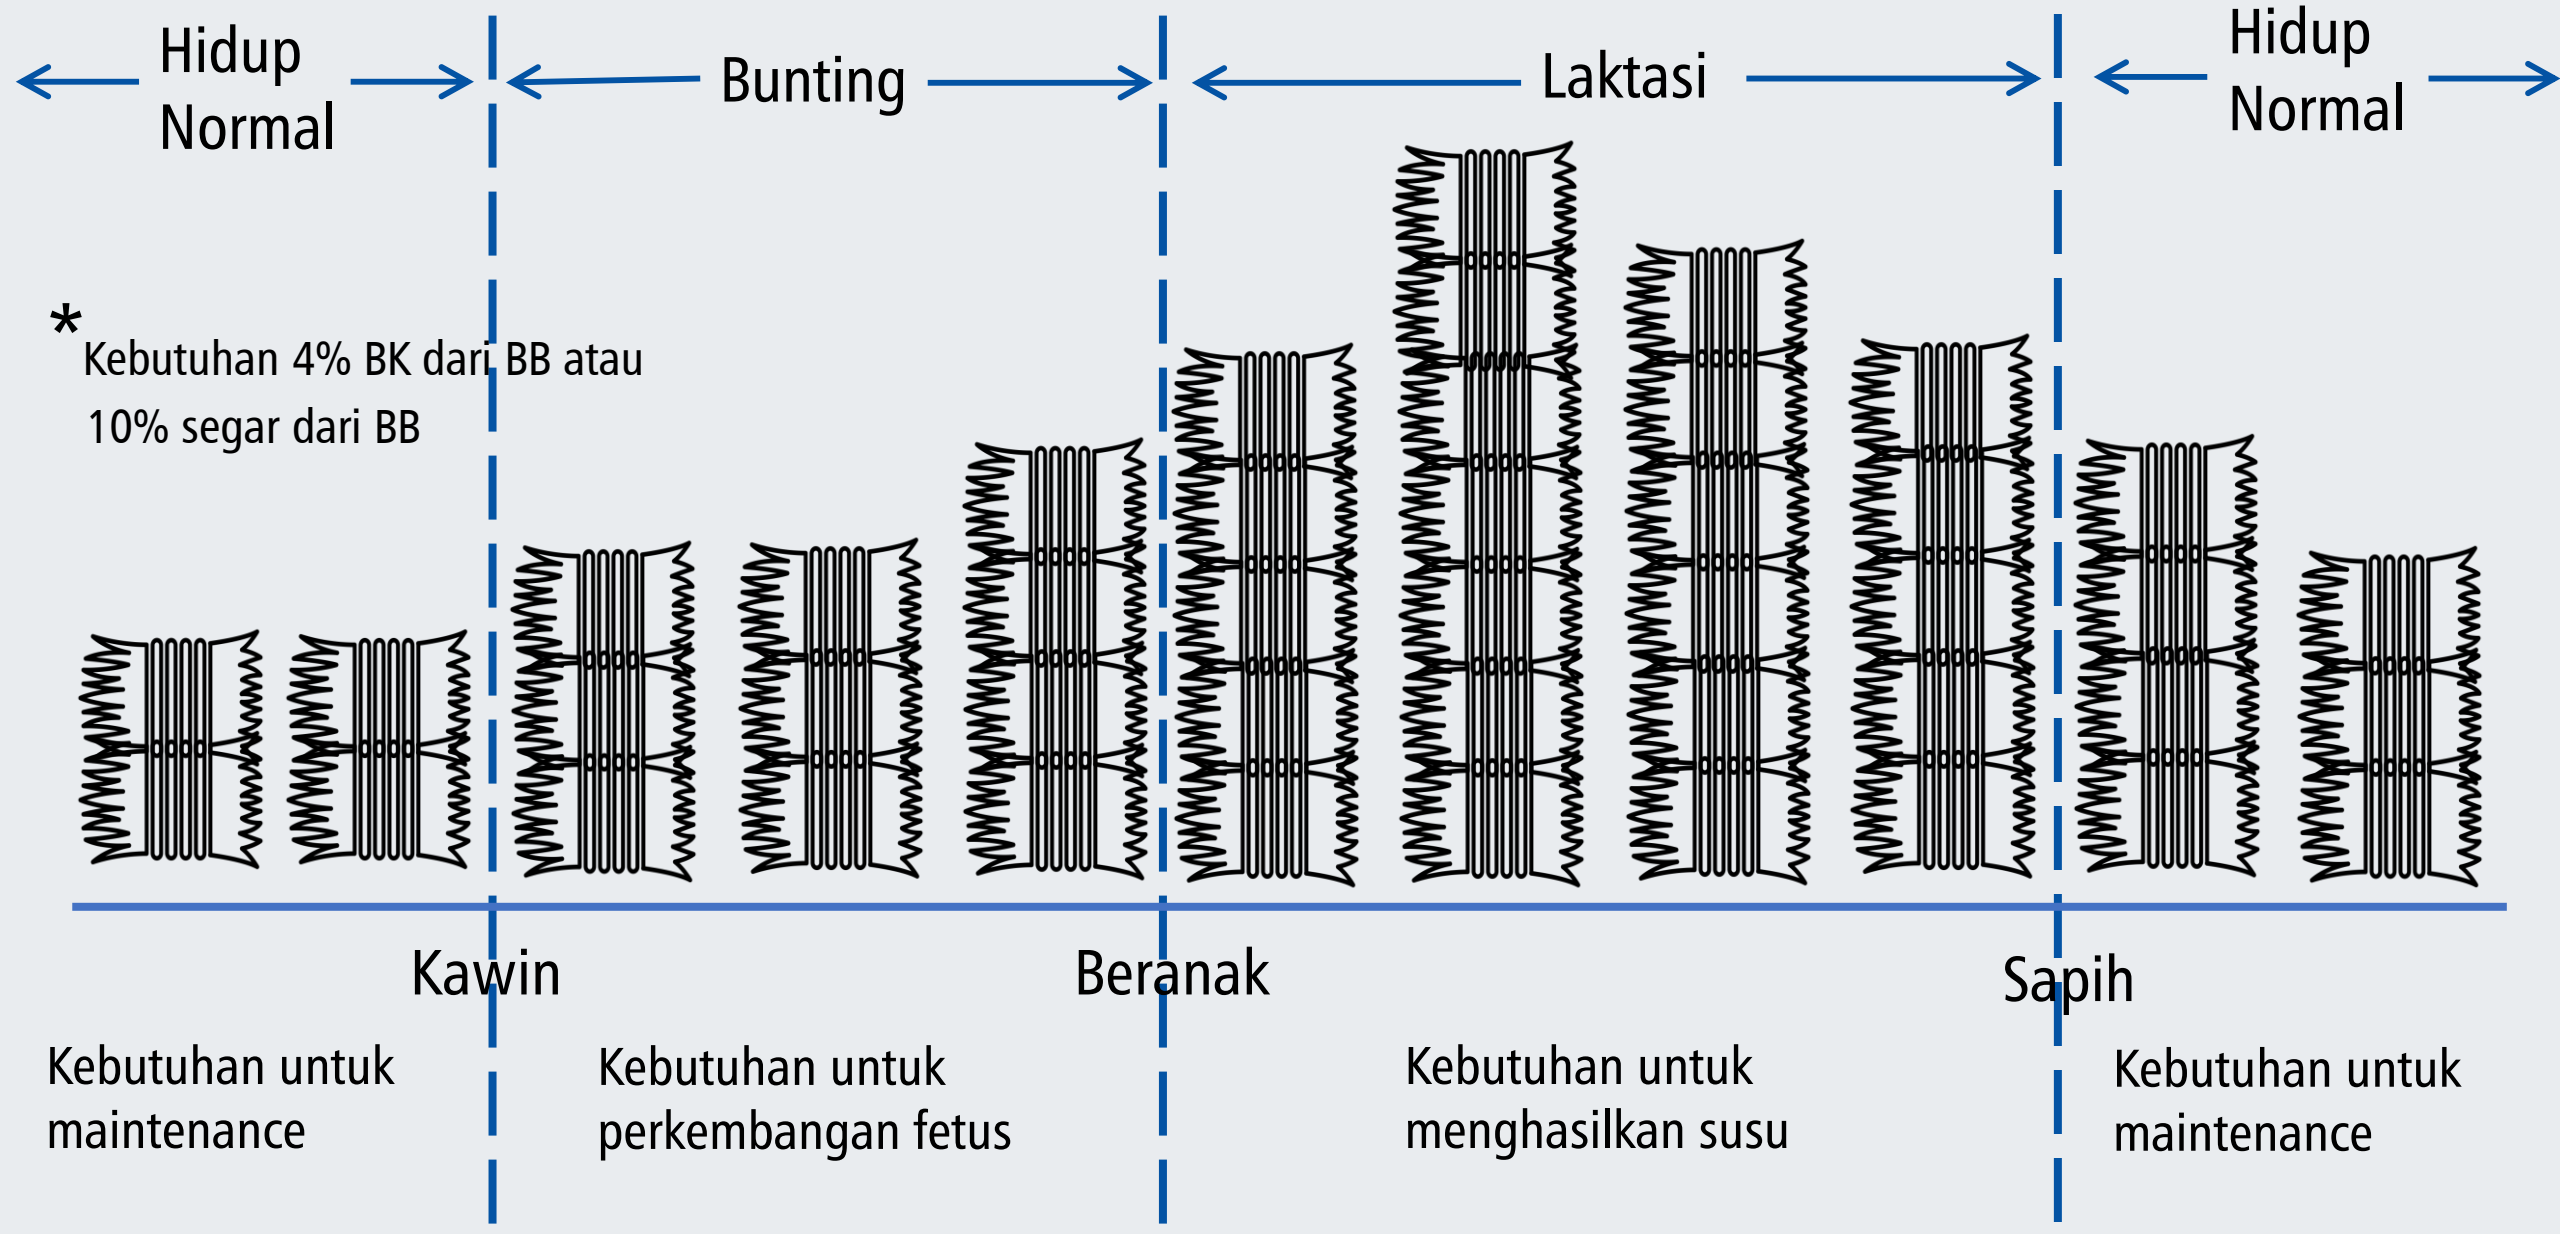 Hidup
Normal
Bunting
Laktasi
Hidup
Normal
*
Kebutuhan 4% BK dari BB atau
10% segar dari BB
Kawin
Beranak
Sapih
Kebutuhan untuk
maintenance
Kebutuhan untuk
perkembangan fetus
Kebutuhan untuk
menghasilkan susu
Kebutuhan untuk
maintenance